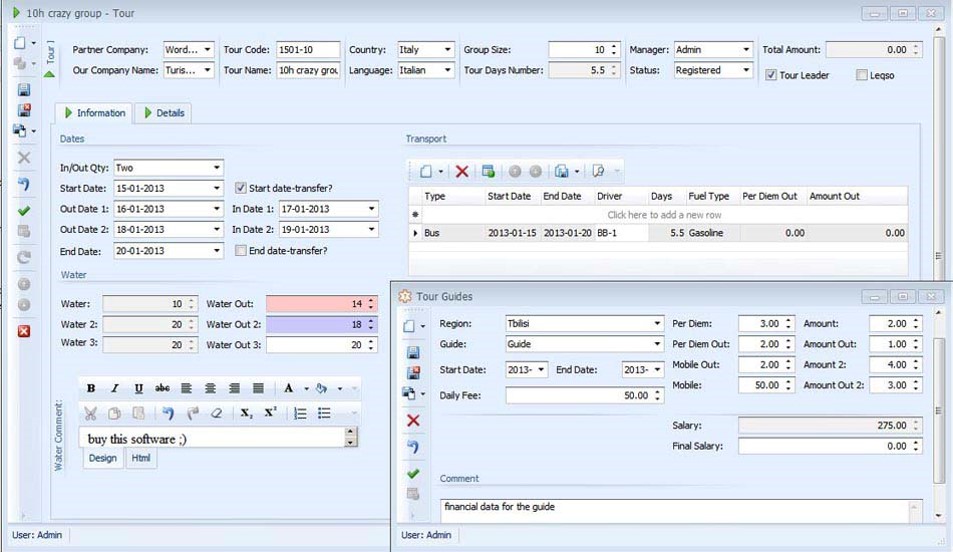 10h crazy group - Tour
Tour I
Partner Company: Word... Tour Code: 1501-10 Country: Italy Group Size: 10 Manager: Admin Total Amount: 0.00
Our Company Name: Turis... Tour Name: 10h crazy grou Language: Italian Tour Days Number: 5.5 Status: Registered Tour Leader Leqso
Information Details
Dates
In/Out Qty: Two
Start Date: 15-01-2013 Start date-transfer?
Out Date 1: 16-01-2013 In Date 1: 17-01-2013
Out Date 2: 18-01-2013 In Date 2: 19-01-2013
End Date: 20-01-2013 End date-transfer?
Transport
Type Start Date End Date Driver Days Fuel Type Per Diem Out Amount Out
Click here to add a new row
Bus 2013-01-15 2013-01-20 BB-1 5.5 Gasoline 0.00 0.00
Water
Water: 10 Water Out: 14
Water 2: 20 Water Out 2: 18
Water 3: 20 Water Out 3: 20
Water Comment:
B I U abc A
X, X²
buy this software ;)
Design Html
User: Admin
Tour Guides
Region: Tbilisi Per Diem: 3.00 Amount: 2.00
Guide: Guide Per Diem Out: 2.00 Amount Out: 1.00
Start Date: 2013- End Date: 2013- Mobile Out: 2.00 Amount 2: 4.00
Daily Fee: 50.00 Mobile: 50.00 Amount Out 2: 3.00
Salary: 275.00
Final Salary: 0.00
Comment
financial data for the guide
User: Admin